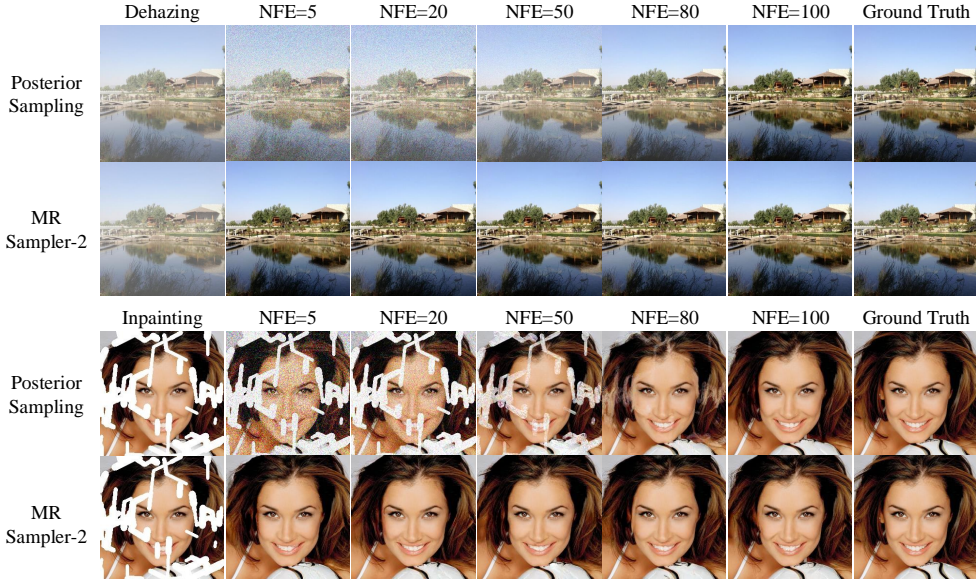 Dehazing NFE=5 NFE=20 NFE=50 NFE=80 NFE=100 Ground Truth
Posterior
Sampling
MR
Sampler-2
Inpainting NFE=5 NFE=20 NFE=50 NFE=80 NFE=100 Ground Truth
Posterior
Sampling
MR
Sampler-2